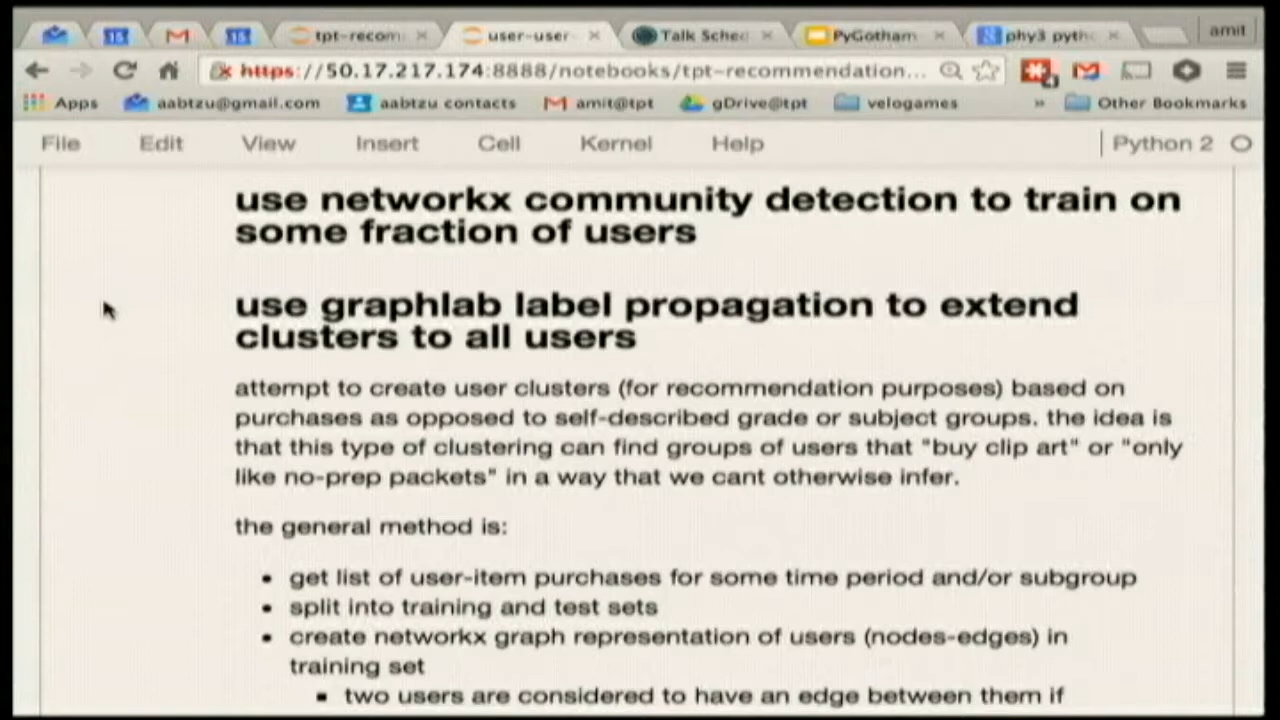 tpt-recom
user-user
Talk Sched
PyGotham
phy3 pytho
amit
https://50.17.217.174:8888/notebooks/tpt-recommendation...
Apps
aabtzu@gmail.com
aabtzu contacts
amit@tpt
gDrive@tpt
velogames
»
Other Bookmarks
File Edit View Insert Cell Kernel Help
Python 2
use networkx community detection to train on
some fraction of users
use graphlab label propagation to extend
clusters to all users
attempt to create user clusters (for recommendation purposes) based on
purchases as opposed to self-described grade or subject groups. the idea is
that this type of clustering can find groups of users that "buy clip art" or "only
like no-prep packets" in a way that we cant otherwise infer.
the general method is:
• get list of user-item purchases for some time period and/or subgroup
• split into training and test sets
• create networkx graph representation of users (nodes-edges) in
training set
▪ two users are considered to have an edge between them if